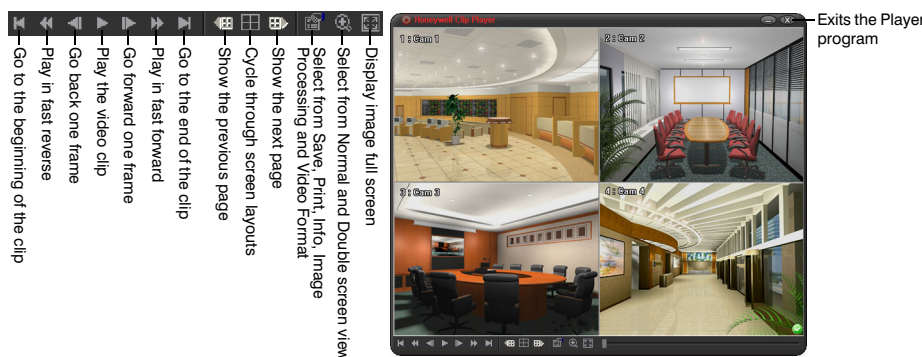 Go to the beginning of the clip
Play in fast reverse
Go back one frame
Play the video clip
Go forward one frame
Play in fast forward
Go to the end of the clip
Show the previous page
Cycle through screen layouts
Show the next page
Select from Save, Print, Info, Image
Processing and Video Format
Select from Normal and Double screen view
Display image full screen
Honeywell Clip Player
1 : Cam 1
2 : Cam 2
3 : Cam 3
4 : Cam 4
Exits the Player
program